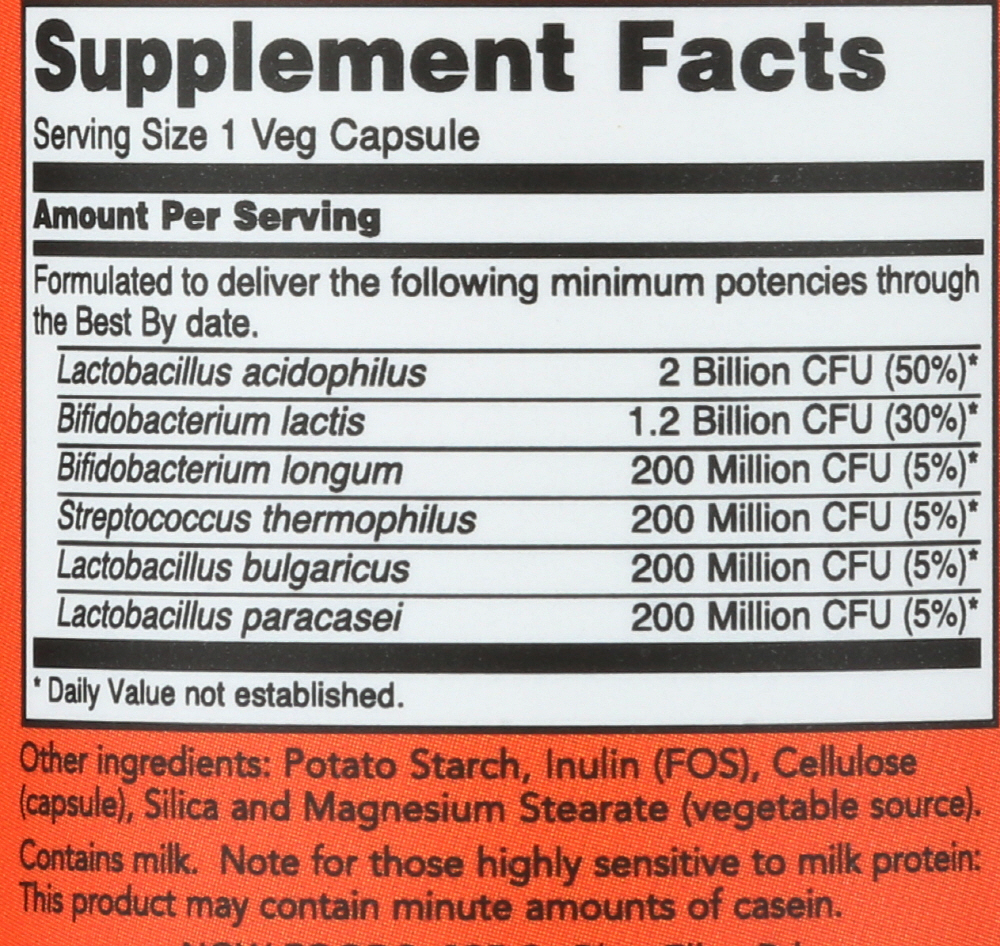 Supplement Facts
Serving Size 1 Veg Capsule
Amount Per Serving
Formulated to deliver the following minimum potencies through
the Best By date.
Lactobacillus acidophilus 2 Billion CFU (50%)*
Bifidobacterium lactis 1.2 Billion CFU (30%)*
Bifidobacterium longum 200 Million CFU (5%)*
Streptococcus thermophilus 200 Million CFU (5%)*
Lactobacillus bulgaricus 200 Million CFU (5%)*
Lactobacillus paracasei 200 Million CFU (5%)*
* Daily Value not established.
Other ingredients: Potato Starch, Inulin (FOS), Cellulose
(capsule), Silica and Magnesium Stearate (vegetable source).
Contains milk. Note for those highly sensitive to milk protein:
This product may contain minute amounts of casein.